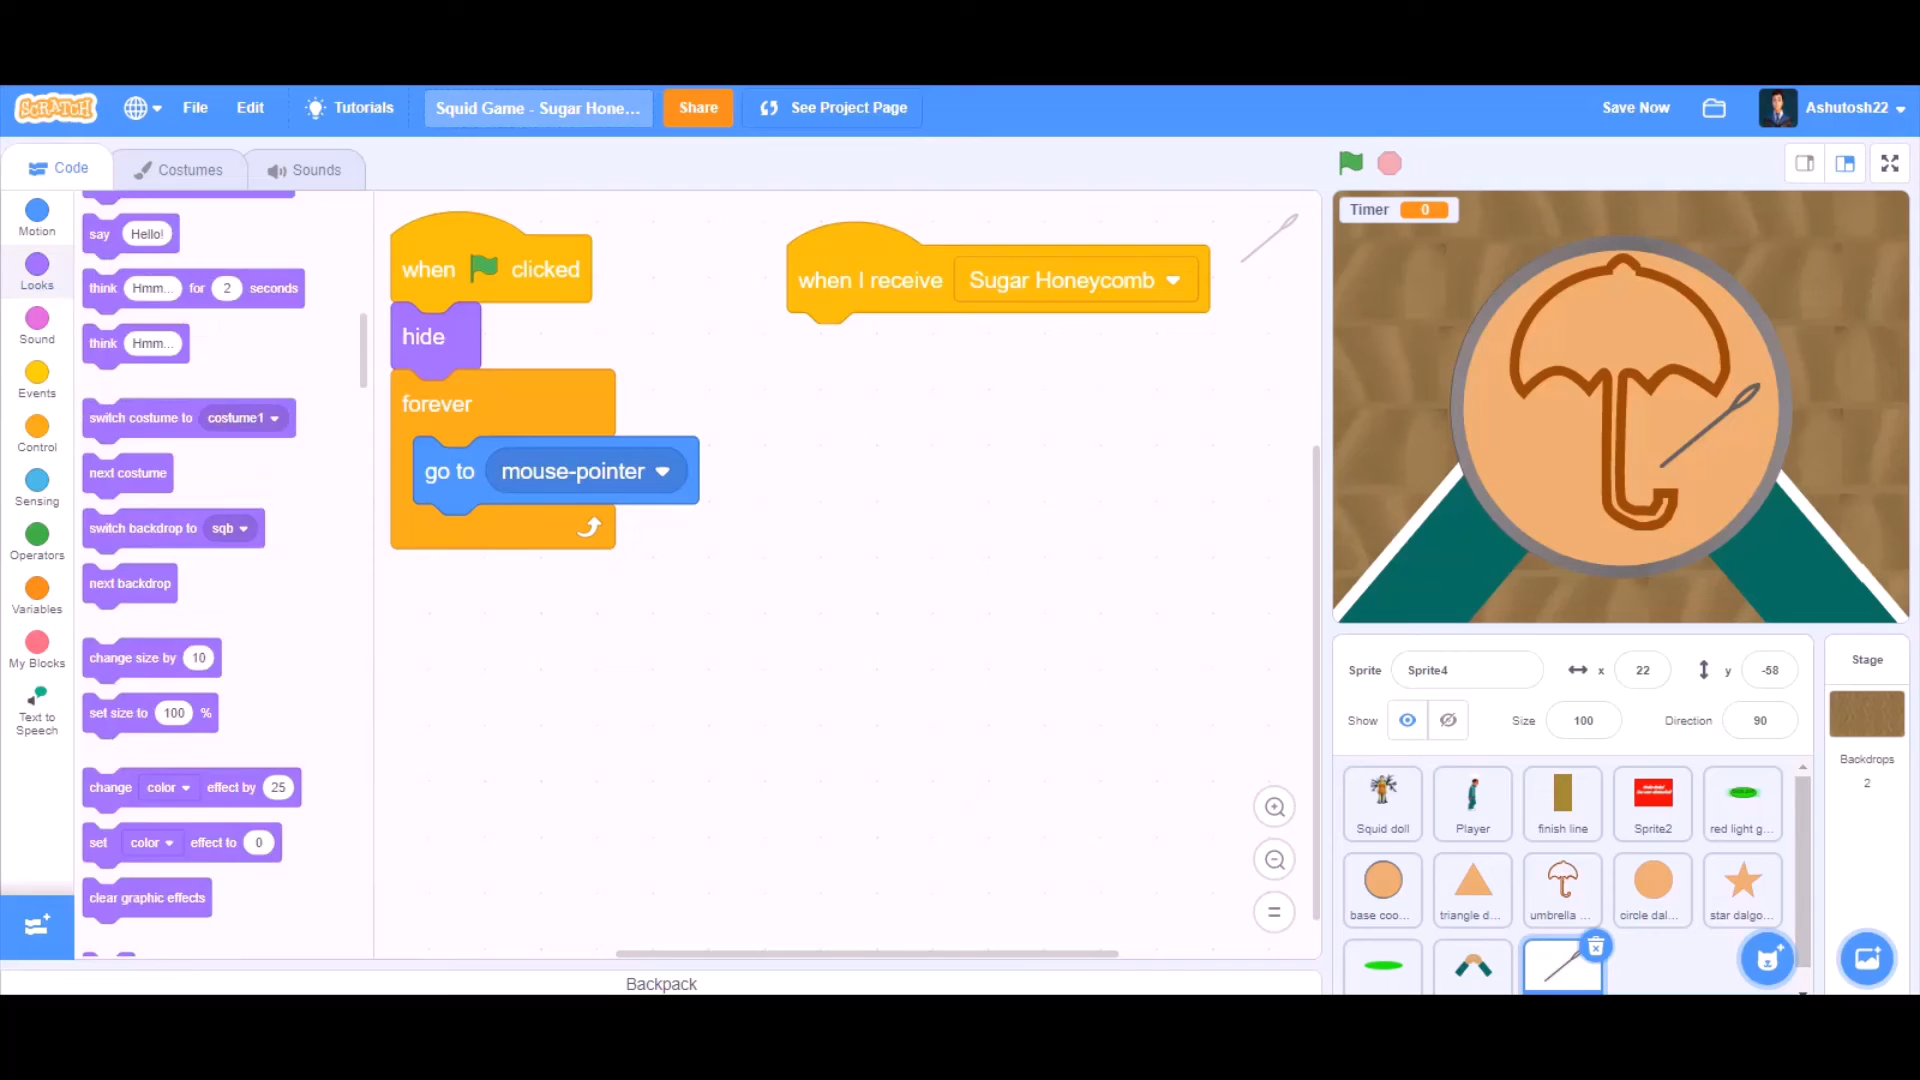 SCRATCH File Edit Tutorials Squid Game - Sugar Hone... Share See Project Page Save Now Ashutosh22
Code Costumes Sounds
Motion
Looks
Sound
Events
Control
Sensing
Operators
Variables
My Blocks
Text to
Speech
say Hello!
think Hmm... for 2 seconds
think Hmm...
switch costume to costume1
next costume
switch backdrop to sqb
next backdrop
change size by 10
set size to 100 %
change color effect by 25
set color effect to 0
clear graphic effects
when clicked
hide
forever
go to mouse-pointer
when I receive Sugar Honeycomb
Backpack
Timer 0
Sprite Sprite4 x 22 y -58
Show Size 100 Direction 90
Squid doll Player finish line Sprite2 red light g...
base coo... triangle d... umbrella ... circle dal... star dalgo...
Stage
Backdrops
2